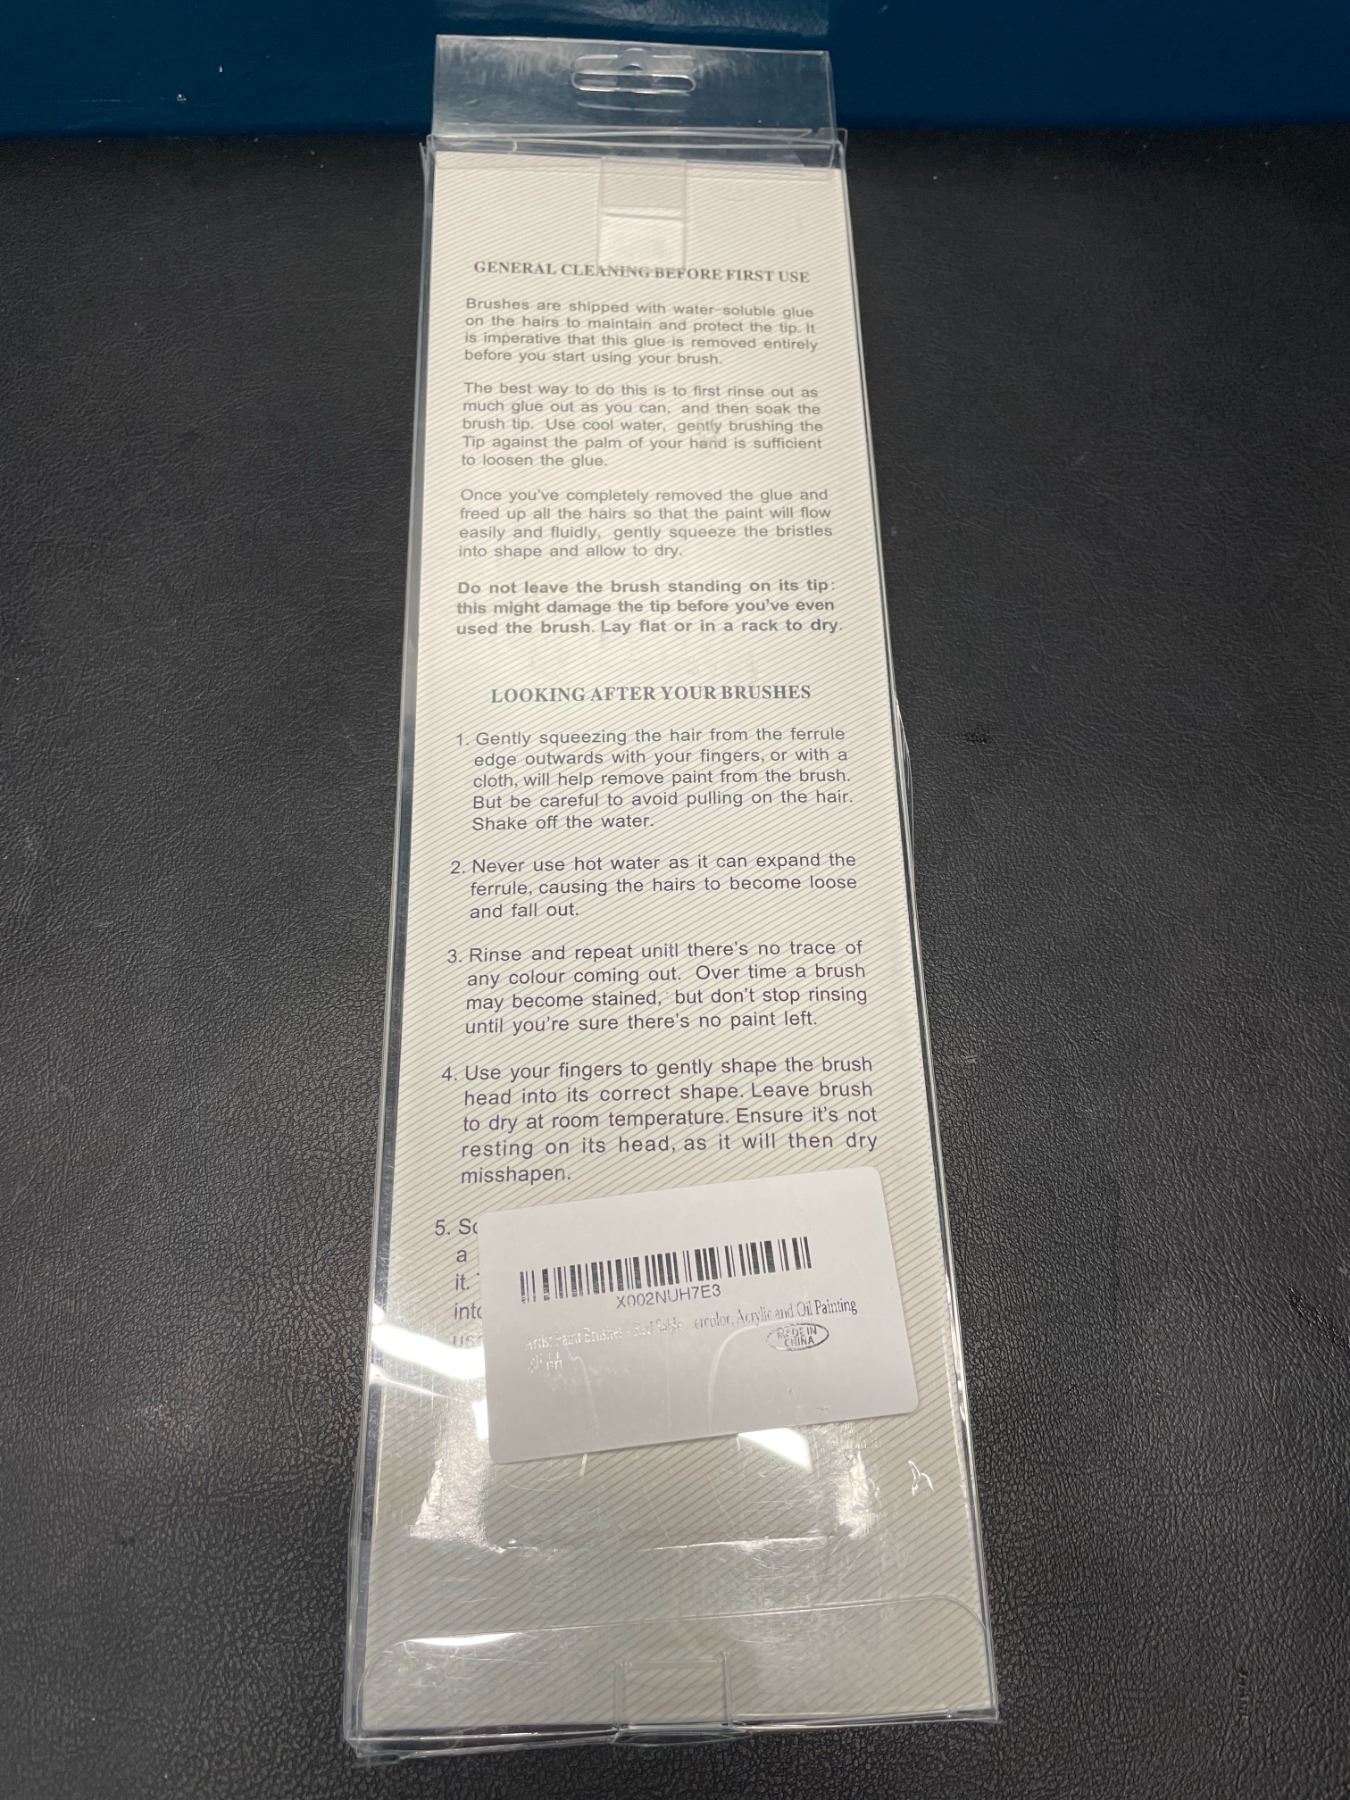 GENERAL CLEANING BEFORE FIRST USE
Brushes are shipped with water-soluble glue
on the hairs to maintain and protect the tip. It
is imperative that this glue is removed entirely
before you start using your brush.
The best way to do this is to first rinse out as
much glue out as you can, and then soak the
brush tip. Use cool water, gently brushing the
Tip against the palm of your hand is sufficient
to loosen the glue.
Once you've completely removed the glue and
freed up all the hairs so that the paint will flow
easily and fluidly, gently squeeze the bristles
into shape and allow to dry.
Do not leave the brush standing on its tip:
this might damage the tip before you've even
used the brush. Lay flat or in a rack to dry.
LOOKING AFTER YOUR BRUSHES
1. Gently squeezing the hair from the ferrule
edge outwards with your fingers, or with a
cloth, will help remove paint from the brush.
But be careful to avoid pulling on the hair.
Shake off the water.
2. Never use hot water as it can expand the
ferrule, causing the hairs to become loose
and fall out.
3. Rinse and repeat unitl there's no trace of
any colour coming out. Over time a brush
may become stained, but don't stop rinsing
until you're sure there's no paint left.
4. Use your fingers to gently shape the brush
head into its correct shape. Leave brush
to dry at room temperature. Ensure it's not
resting on its head, as it will then dry
misshapen.
5.
a
it.
X002NUH7E3
Artist Paint Brushes - Acrylic and Oil Painting
MADE IN
CHINA